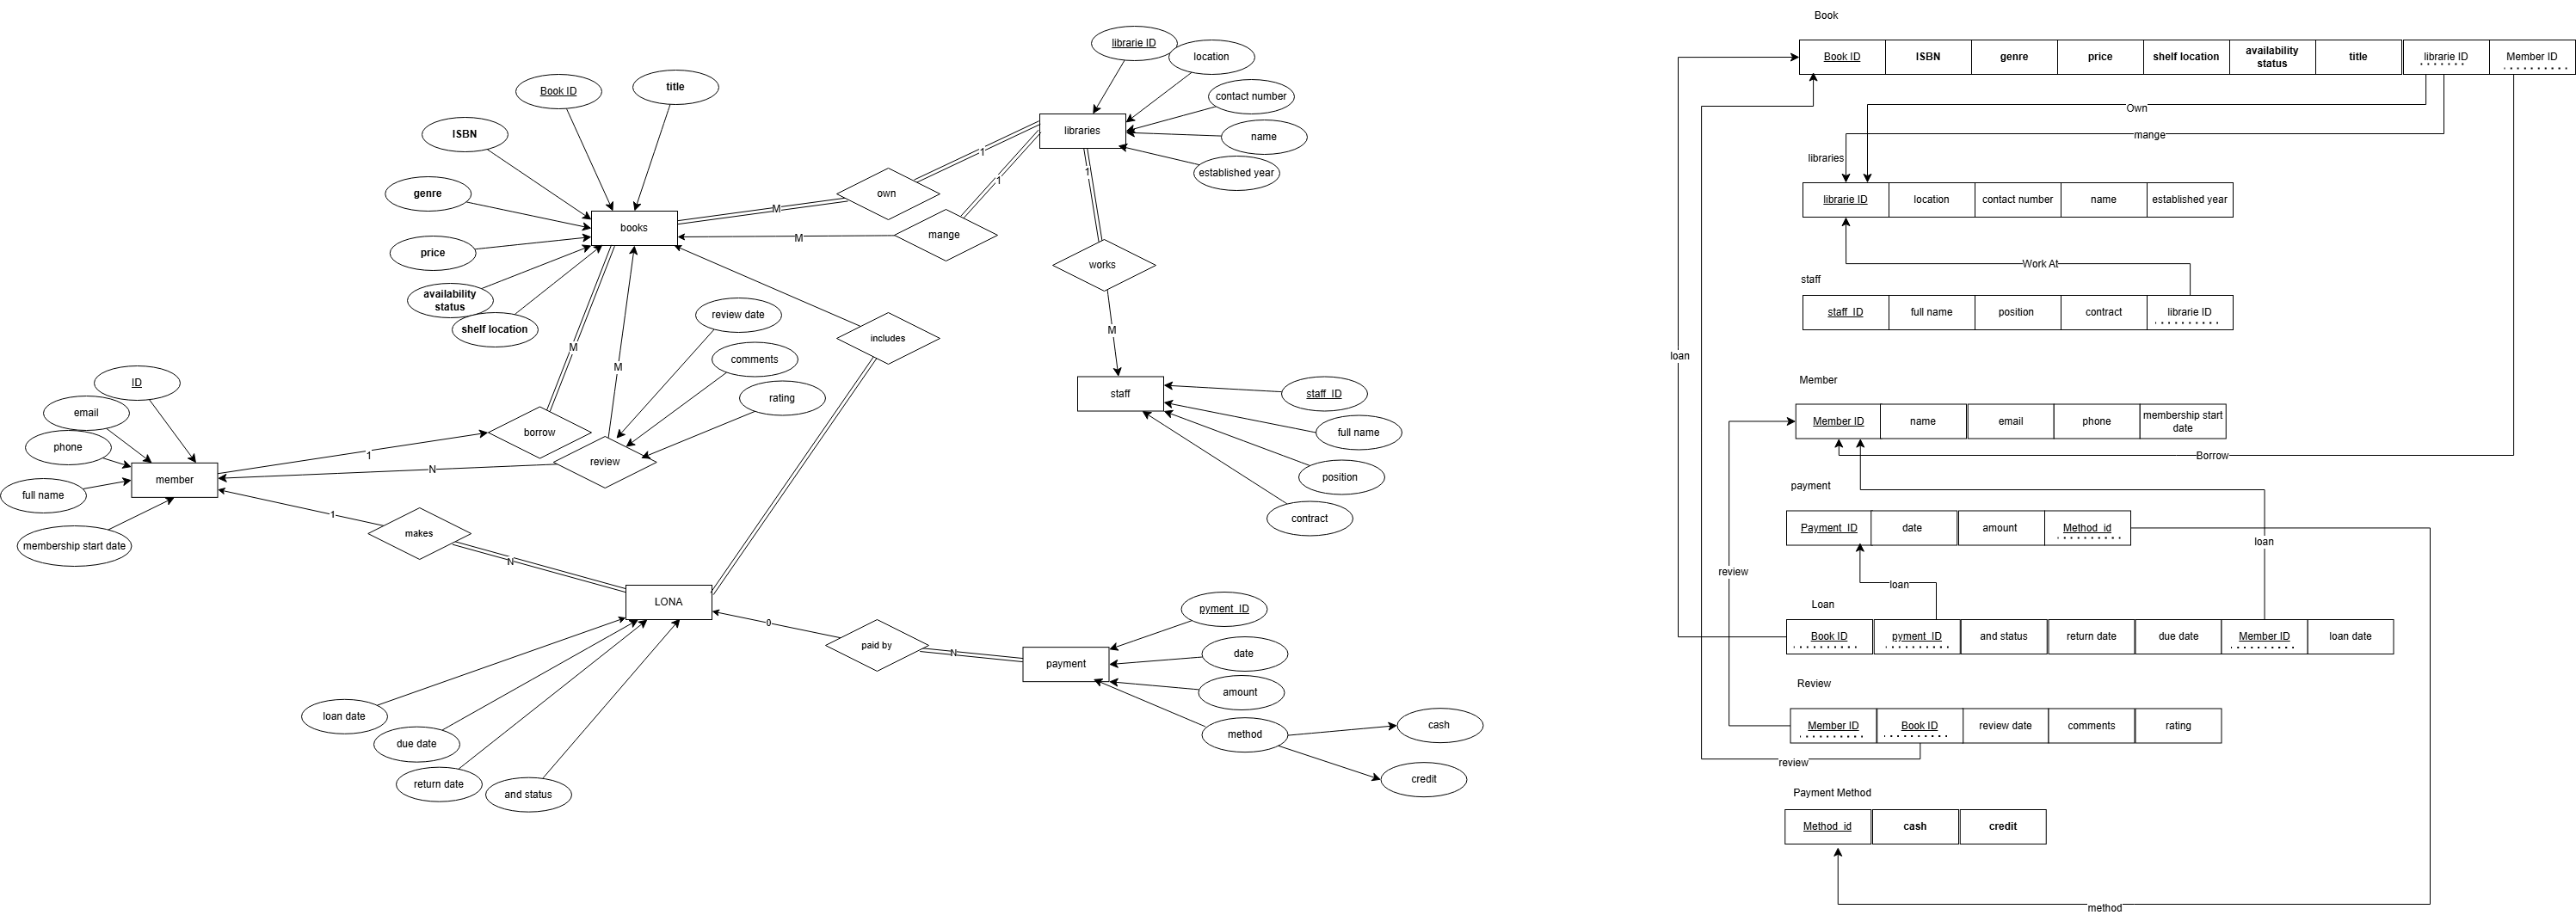 librarie ID
location
contact number
name
established year
libraries
Book ID
title
ISBN
genre
price
availability
status
shelf location
books
M
own
1
M
mange
1
1
works
M
staff
staff_ID
full name
position
contract
review date
comments
rating
includes
M
M
borrow
review
1
N
ID
email
phone
full name
membership start date
member
1
makes
N
LONA
loan date
due date
return date
and status
0
paid by
N
payment
pyment_ID
date
amount
method
cash
credit
Book
Book ID
ISBN
genre
price
shelf location
availability
status
title
librarie ID
Member ID
Own
mange
libraries
librarie ID
location
contact number
name
established year
Work At
staff
staff_ID
full name
position
contract
librarie ID
loan
Member
Member ID
name
email
phone
membership start
date
Borrow
payment
Payment_ID
date
amount
Method_id
loan
review
loan
Loan
Book ID
pyment_ID
and status
return date
due date
Member ID
loan date
Review
Member ID
Book ID
review date
comments
rating
review
Payment Method
Method_id
cash
credit
method